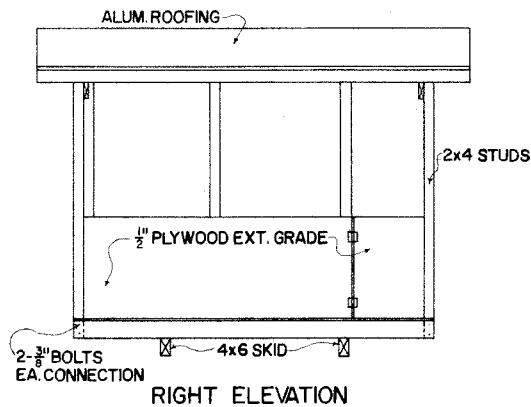 ALUM. ROOFING
2x4 STUDS
1/2" PLYWOOD EXT. GRADE
2-3/8" BOLTS
EA. CONNECTION
4x6 SKID
RIGHT ELEVATION